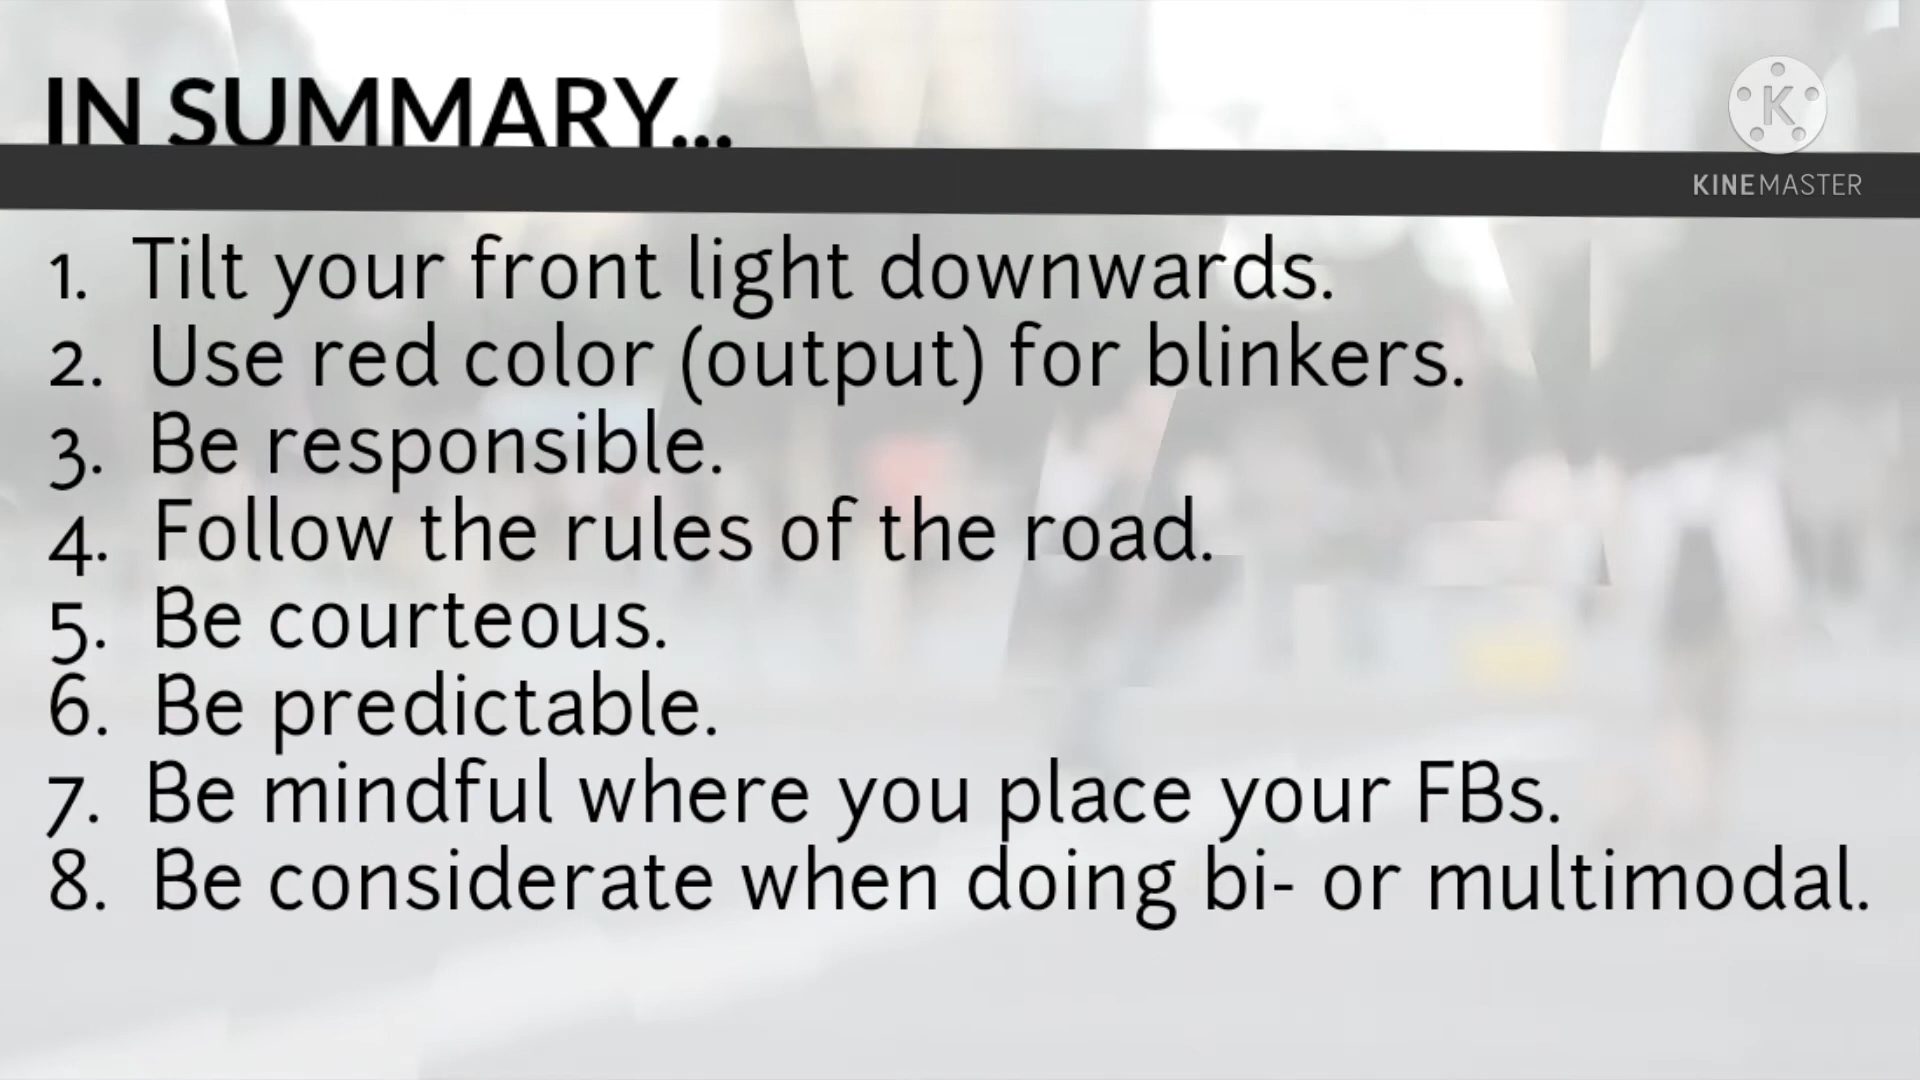 IN SUMMARY...
K
KINEMASTER
1. Tilt your front light downwards.
2. Use red color (output) for blinkers.
3. Be responsible.
4. Follow the rules of the road.
5. Be courteous.
6. Be predictable.
7. Be mindful where you place your FBs.
8. Be considerate when doing bi- or multimodal.